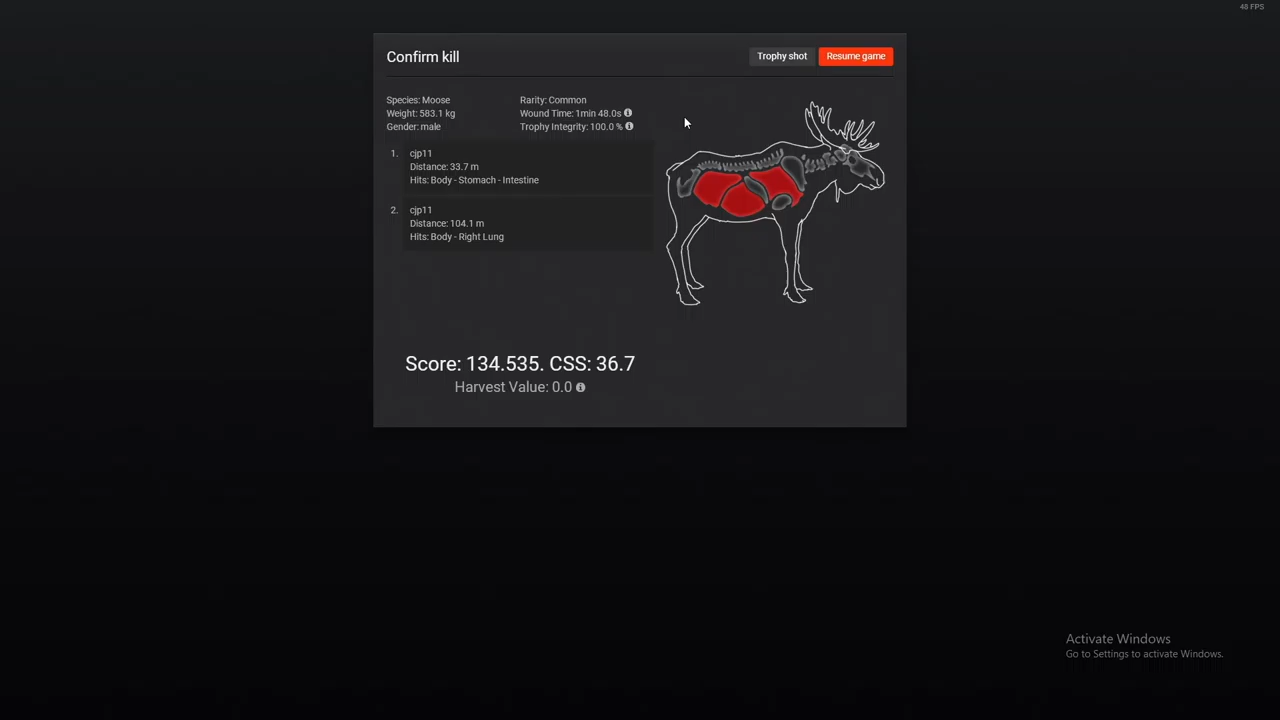 48 FPS
Confirm kill
Trophy shot
Resume game
Species: Moose
Rarity: Common
Weight: 583.1 kg
Wound Time: 1min 48.0s
Gender: male
Trophy Integrity: 100.0 %
1. cjp11
Distance: 33.7 m
Hits: Body - Stomach - Intestine
2. cjp11
Distance: 104.1 m
Hits: Body - Right Lung
Score: 134.535. CSS: 36.7
Harvest Value: 0.0
Activate Windows
Go to Settings to activate Windows.